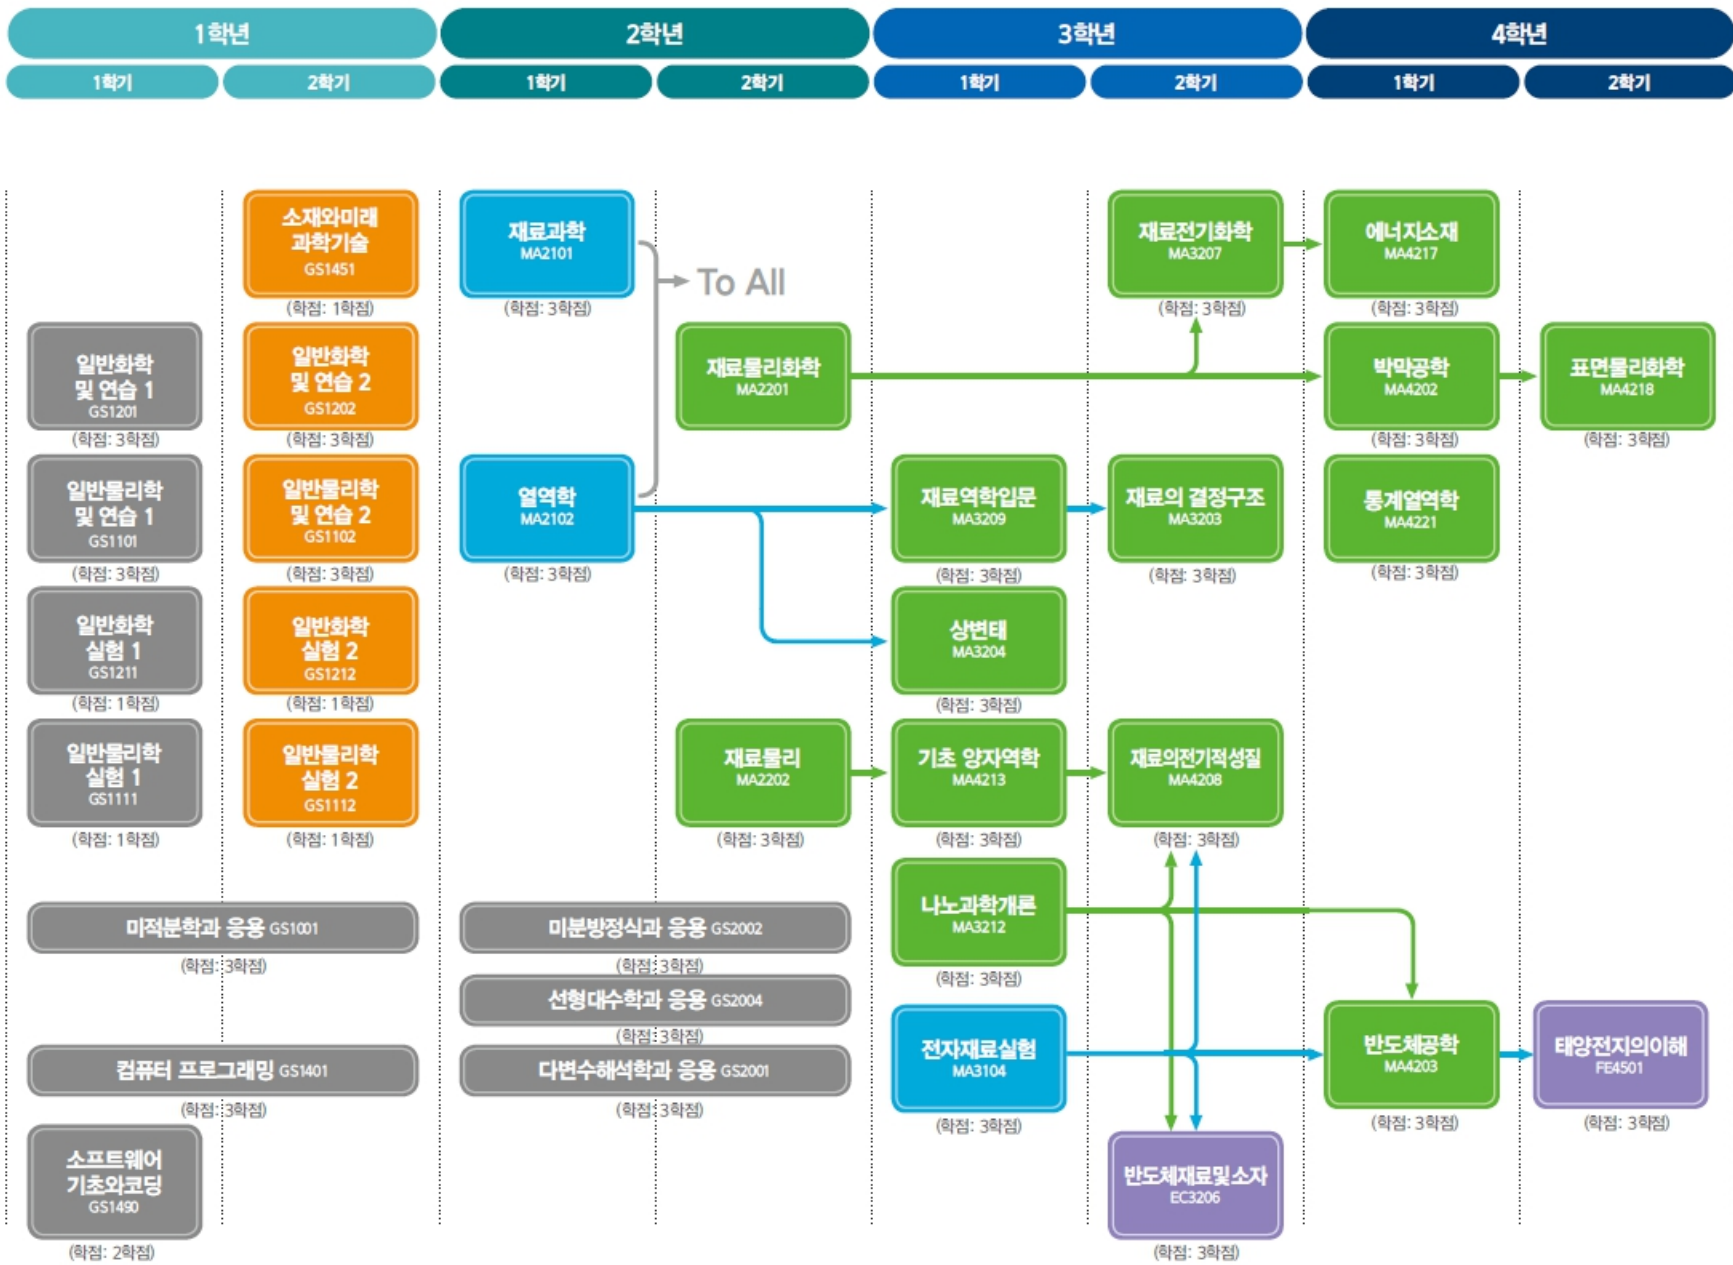 1학년
2학년
3학년
4학년
1학기
2학기
1학기
2학기
1학기
2학기
1학기
2학기
소재와미래
과학기술
GS1451
(학점: 1학점)
재료과학
MA2101
(학점: 3학점)
To All
재료전기화학
MA3207
(학점: 3학점)
에너지소재
MA4217
(학점: 3학점)
일반화학
및 연습 1
GS1201
(학점: 3학점)
일반화학
및 연습 2
GS1202
(학점: 3학점)
재료물리화학
MA2201
박막공학
MA4202
(학점: 3학점)
표면물리화학
MA4218
(학점: 3학점)
일반물리학
및 연습 1
GS1101
(학점: 3학점)
일반물리학
및 연습 2
GS1102
(학점: 3학점)
열역학
MA2102
(학점: 3학점)
재료역학입문
MA3209
(학점: 3학점)
재료의 결정구조
MA3203
(학점: 3학점)
통계열역학
MA4221
(학점: 3학점)
일반화학
실험 1
GS1211
(학점: 1학점)
일반화학
실험 2
GS1212
(학점: 1학점)
상변태
MA3204
(학점: 3학점)
일반물리학
실험 1
GS1111
(학점: 1학점)
일반물리학
실험 2
GS1112
(학점: 1학점)
재료물리
MA2202
(학점: 3학점)
기초 양자역학
MA4213
(학점: 3학점)
재료의전기적성질
MA4208
(학점: 3학점)
나노과학개론
MA3212
(학점: 3학점)
미적분학과 응용 GS1001
(학점: 3학점)
미분방정식과 응용 GS2002
(학점: 3학점)
선형대수학과 응용 GS2004
(학점: 3학점)
컴퓨터 프로그래밍 GS1401
(학점: 3학점)
다변수해석학과 응용 GS2001
(학점: 3학점)
전자재료실험
MA3104
(학점: 3학점)
반도체공학
MA4203
(학점: 3학점)
태양전지의이해
FE4501
(학점: 3학점)
소프트웨어
기초와코딩
GS1490
(학점: 2학점)
반도체재료및소자
EC3206
(학점: 3학점)